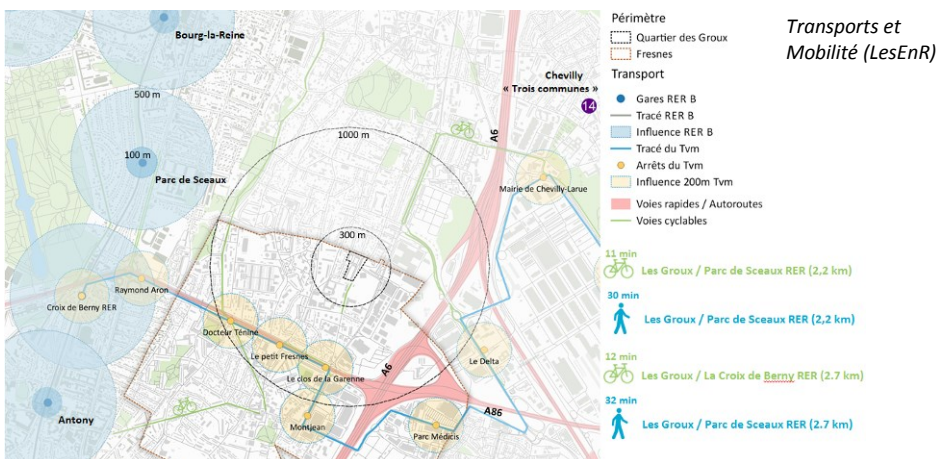 Bourg-la-Reine
500 m
Chevilly
« Trois communes »
14
A6
1000 m
100 m
Parc de Sceaux
Mairie de Chevilly-Larue
300 m
Raymond Aron
Croix de Berny RER
Docteur Ténine
Le petit Fresnes
Le clos de la Garenne
A6
Le Delta
Antony
Montjean
Parc Médicis
A86
Périmètre
Quartier des Groux
Fresnes
Transport
Gares RER B
Tracé RER B
Influence RER B
Tracé du Tvm
Arrêts du Tvm
Influence 200m Tvm
Voies rapides / Autoroutes
Voies cyclables
11 min
Les Groux / Parc de Sceaux RER (2,2 km)
30 min
Les Groux / Parc de Sceaux RER (2,2 km)
12 min
Les Groux / La Croix de Berny RER (2.7 km)
32 min
Les Groux / Parc de Sceaux RER (2.7 km)
Transports et
Mobilité (LesEnR)